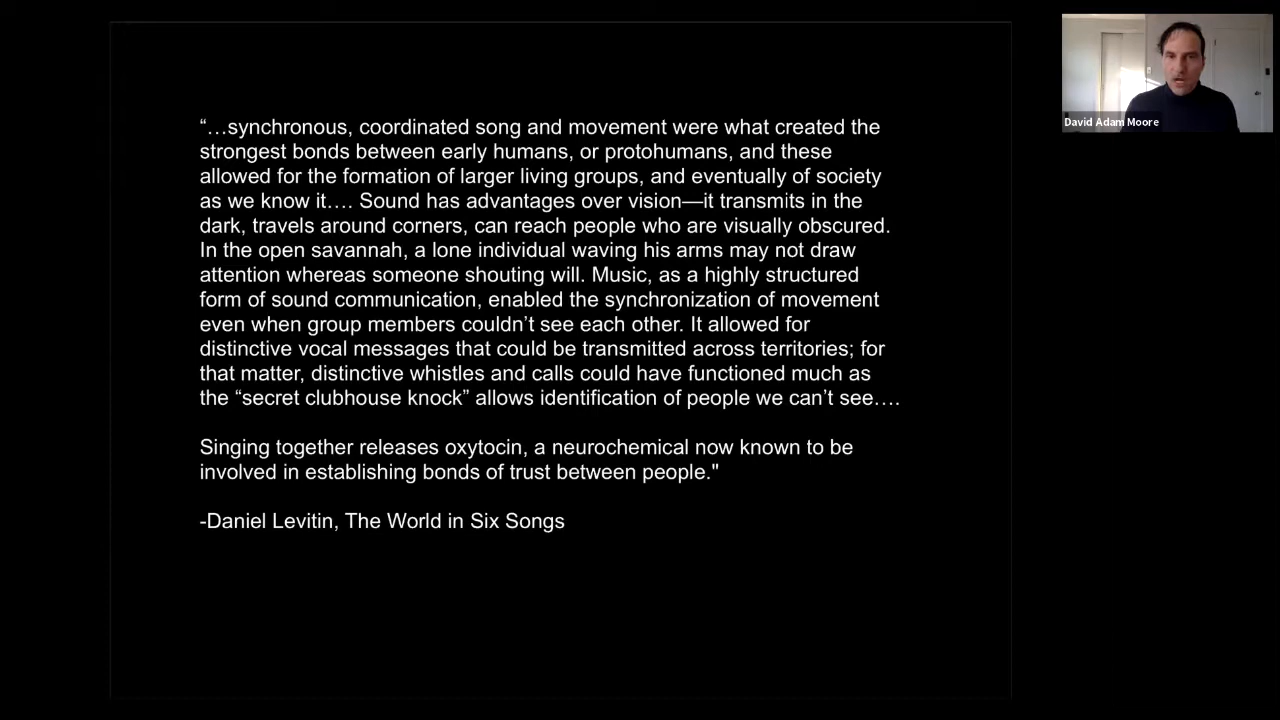 “…synchronous, coordinated song and movement were what created the
strongest bonds between early humans, or protohumans, and these
allowed for the formation of larger living groups, and eventually of society
as we know it…. Sound has advantages over vision—it transmits in the
dark, travels around corners, can reach people who are visually obscured.
In the open savannah, a lone individual waving his arms may not draw
attention whereas someone shouting will. Music, as a highly structured
form of sound communication, enabled the synchronization of movement
even when group members couldn’t see each other. It allowed for
distinctive vocal messages that could be transmitted across territories; for
that matter, distinctive whistles and calls could have functioned much as
the “secret clubhouse knock” allows identification of people we can’t see….
Singing together releases oxytocin, a neurochemical now known to be
involved in establishing bonds of trust between people."
-Daniel Levitin, The World in Six Songs
David Adam Moore